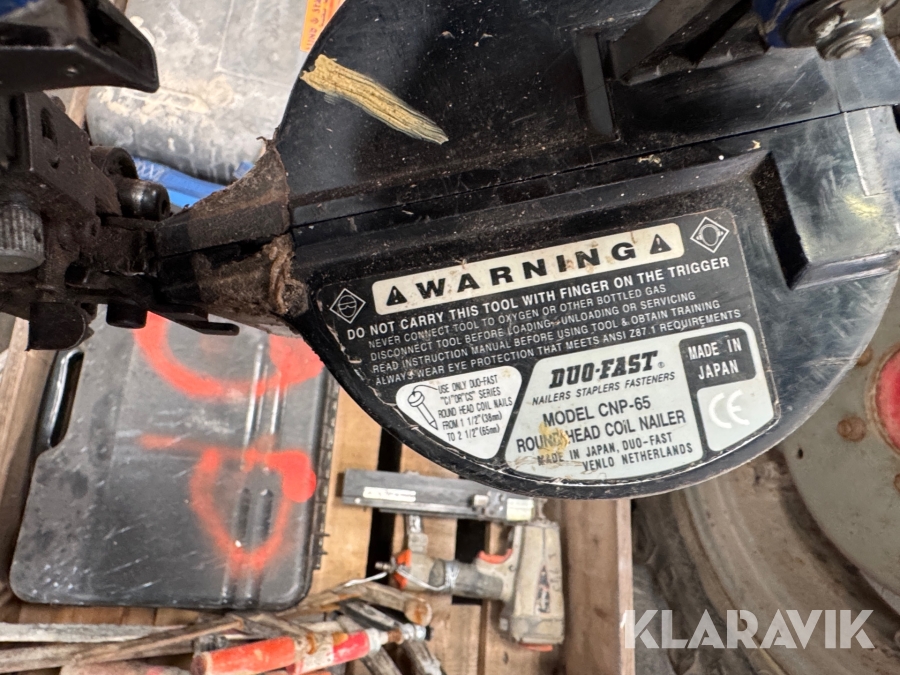 WARNING
DO NOT CARRY THIS TOOL WITH FINGER ON THE TRIGGER
NEVER CONNECT TOOL TO OXYGEN OR OTHER BOTTLED GAS
DISCONNECT TOOL BEFORE LOADING, UNLOADING OR SERVICING
READ INSTRUCTION MANUAL BEFORE USING TOOL & OBTAIN TRAINING
ALWAYS WEAR EYE PROTECTION THAT MEETS ANSI Z87.1 REQUIREMENTS
USE ONLY DUO-FAST
"CI" OR "CS" SERIES
ROUND HEAD COIL NAILS
FROM 1 1/2" (38mm)
TO 2 1/2" (65mm)
DUO-FAST®
NAILERS STAPLERS FASTENERS
MODEL CNP-65
ROUND HEAD COIL NAILER
MADE IN JAPAN, DUO-FAST
VENLO NETHERLANDS
MADE IN
JAPAN
CE
KLARAVIK